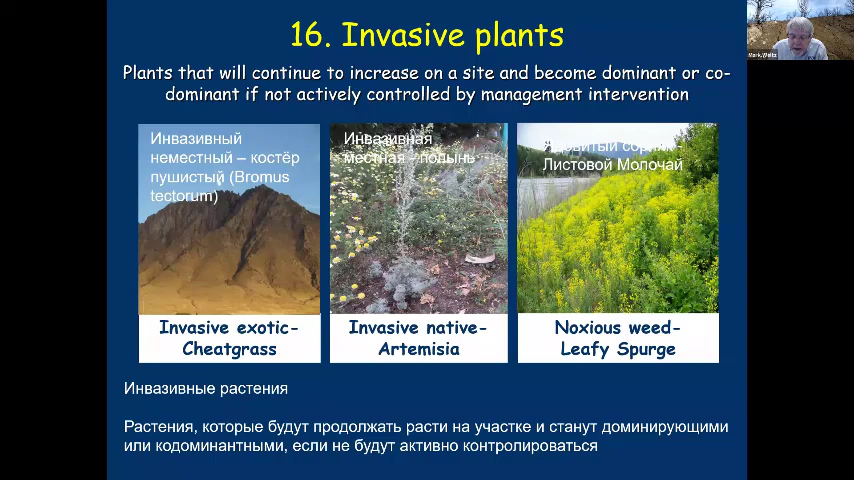 16. Invasive plants
Plants that will continue to increase on a site and become dominant or co-
dominant if not actively controlled by management intervention
Инвазивный
неместный – костёр
пушистый (Bromus
tectorum)
Инвазивная
местная - полынь
Ядовитый сорняк -
Листовой Молочай
Invasive exotic-
Cheatgrass
Invasive native-
Artemisia
Noxious weed-
Leafy Spurge
Инвазивные растения
Растения, которые будут продолжать расти на участке и станут доминирующими
или кодоминантными, если не будут активно контролироваться
Mark.Weltz